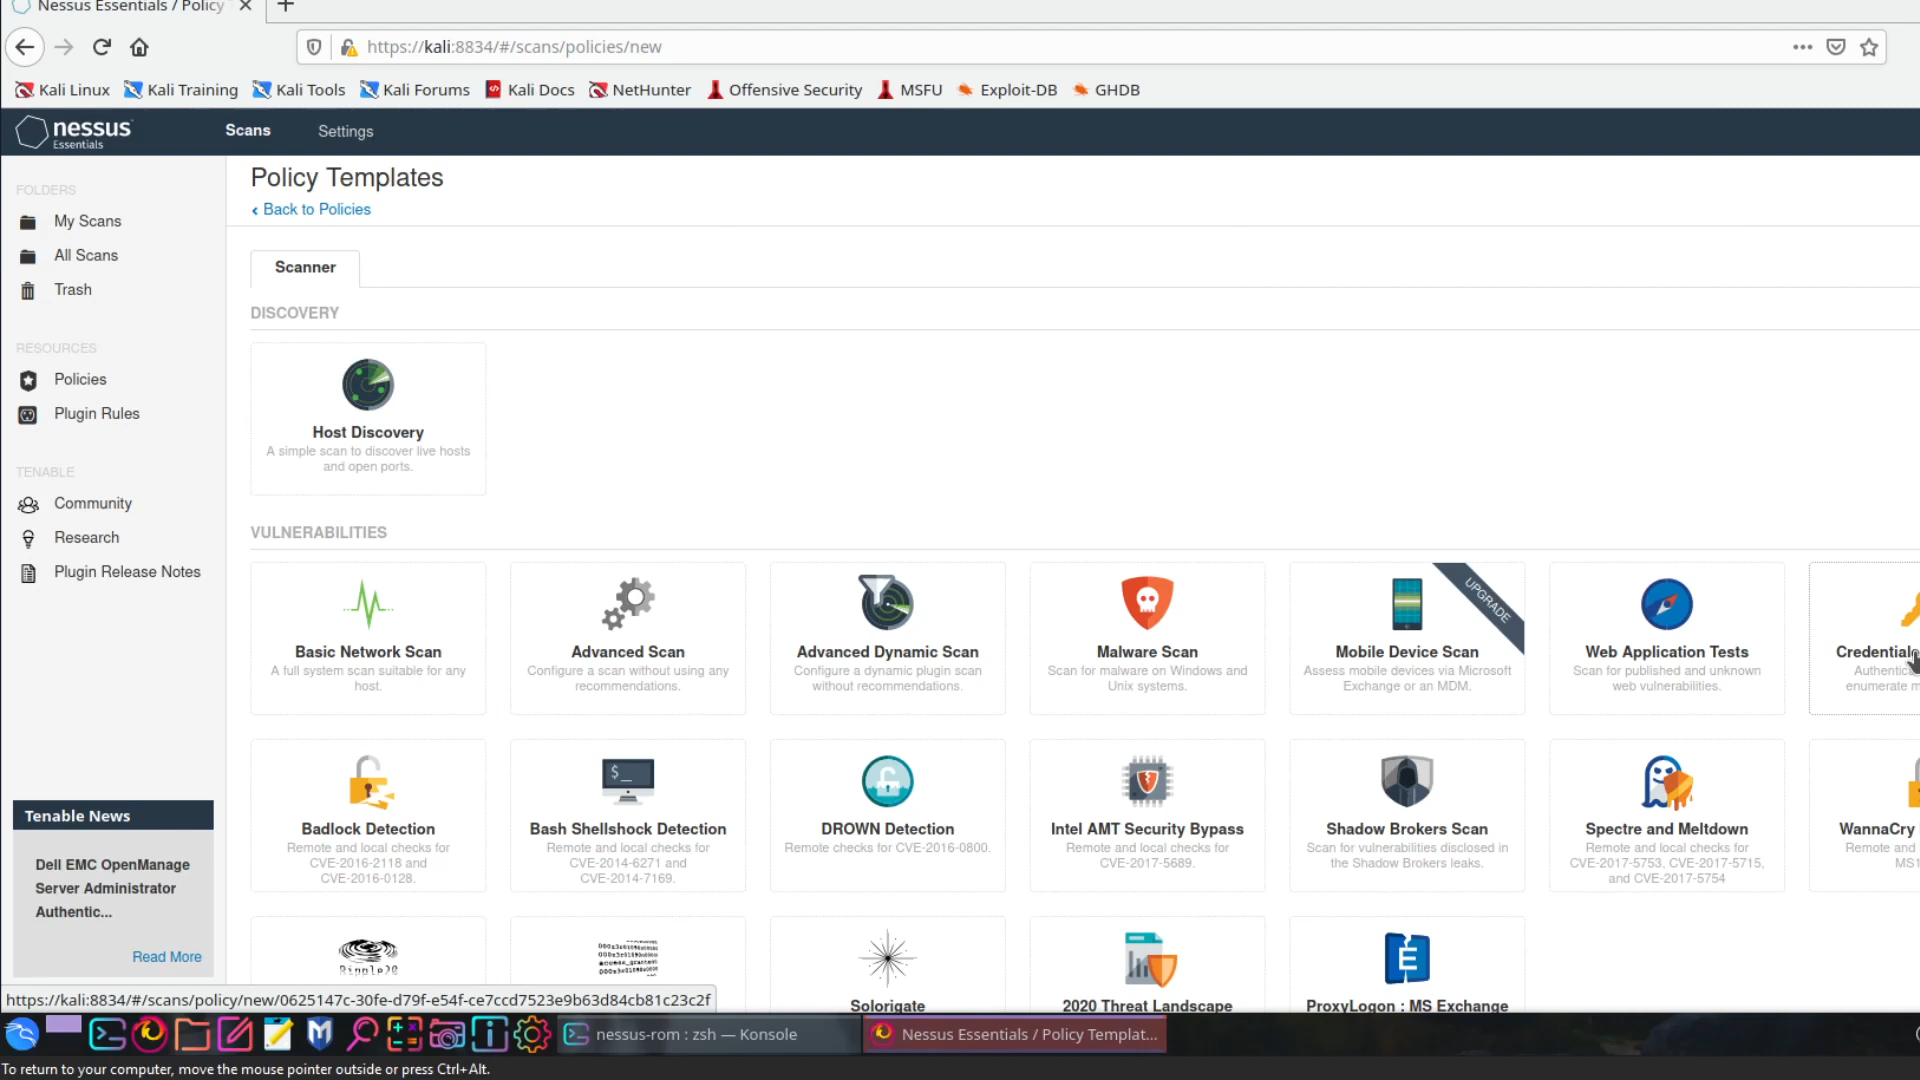 Nessus Essentials / Policy
https://kali:8834/#/scans/policies/new
Kali Linux Kali Training Kali Tools Kali Forums Kali Docs NetHunter Offensive Security MSFU Exploit-DB GHDB
nessus
Essentials
Scans Settings
Policy Templates
Back to Policies
FOLDERS
My Scans
All Scans
Trash
RESOURCES
Policies
Plugin Rules
TENABLE
Community
Research
Plugin Release Notes
Tenable News
Dell EMC OpenManage
Server Administrator
Authentic...
Read More
Scanner
DISCOVERY
Host Discovery
A simple scan to discover live hosts
and open ports.
VULNERABILITIES
Basic Network Scan
A full system scan suitable for any
host.
Advanced Scan
Configure a scan without using any
recommendations.
Advanced Dynamic Scan
Configure a dynamic plugin scan
without recommendations.
Malware Scan
Scan for malware on Windows and
Unix systems.
UPGRADE
Mobile Device Scan
Assess mobile devices via Microsoft
Exchange or an MDM.
Web Application Tests
Scan for published and unknown
web vulnerabilities.
Credential
Authentic
enumerate m
Badlock Detection
Remote and local checks for
CVE-2016-2118 and
CVE-2016-0128.
$_
Bash Shellshock Detection
Remote and local checks for
CVE-2014-6271 and
CVE-2014-7169.
DROWN Detection
Remote checks for CVE-2016-0800.
Intel AMT Security Bypass
Remote and local checks for
CVE-2017-5689.
Shadow Brokers Scan
Scan for vulnerabilities disclosed in
the Shadow Brokers leaks.
Spectre and Meltdown
Remote and local checks for
CVE-2017-5753, CVE-2017-5715,
and CVE-2017-5754
WannaCry
Remote and
MS1
Ripple20
Solorigate
2020 Threat Landscape
E
ProxyLogon : MS Exchange
https://kali:8834/#/scans/policy/new/0625147c-30fe-d79f-e54f-ce7ccd7523e9b63d84cb81c23c2f
nessus-rom : zsh — Konsole
Nessus Essentials / Policy Templat...
To return to your computer, move the mouse pointer outside or press Ctrl+Alt.